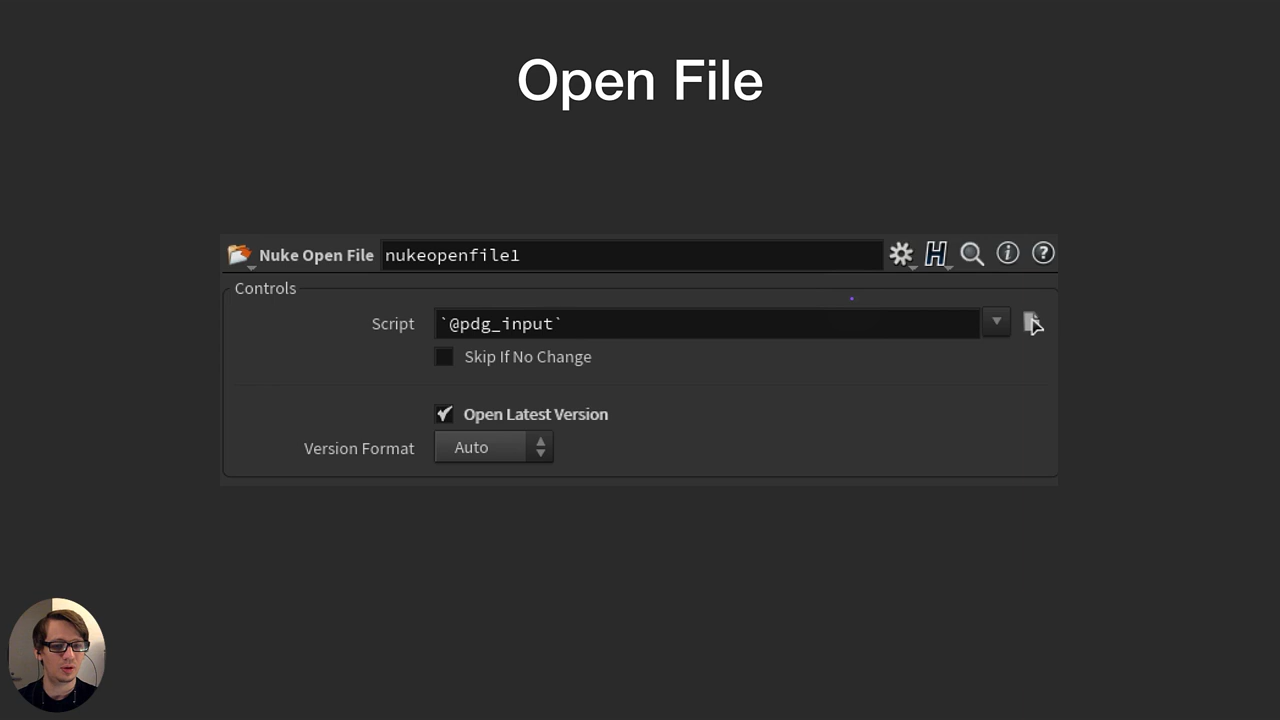 Open File
Nuke Open File nukeopenfile1
Controls
Script `@pdg_input`
Skip If No Change
Open Latest Version
Version Format Auto